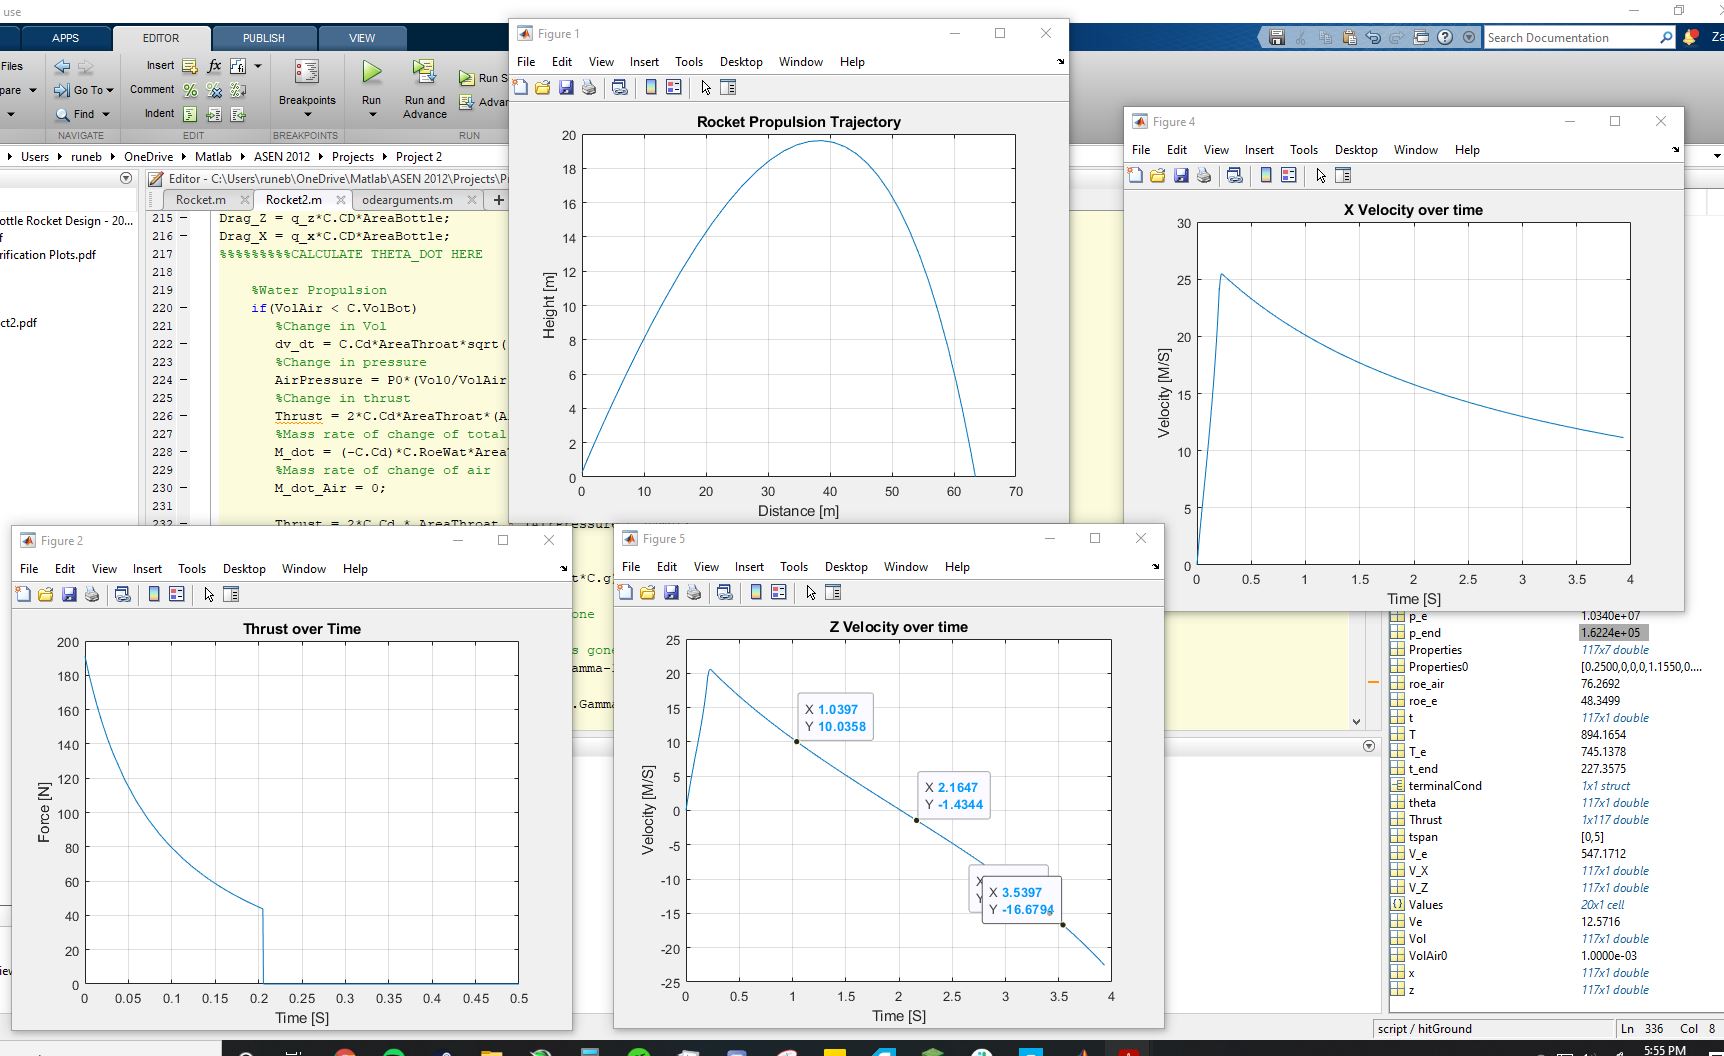 use
APPS EDITOR PUBLISH VIEW
Search Documentation
Za
Files Insert fx
Go To Comment Breakpoints Run Run and Advance Run S
pare Find Indent Advan
NAVIGATE EDIT BREAKPOINTS RUN
Users runeb OneDrive Matlab ASEN 2012 Projects Project 2
Editor - C:\Users\runeb\OneDrive\Matlab\ASEN 2012\Projects\P
Rocket.m Rocket2.m odearguments.m +
ottle Rocket Design - 20...
f
rification Plots.pdf
ct2.pdf
215 Drag_Z = q_z*C.CD*AreaBottle;
216 Drag_X = q_x*C.CD*AreaBottle;
217 %%%%%%%%%CALCULATE THETA_DOT HERE
218
219 %Water Propulsion
220 if(VolAir < C.VolBot)
221 %Change in Vol
222 dv_dt = C.Cd*AreaThroat*sqrt(
223 %Change in pressure
224 AirPressure = P0*(Vol0/VolAir
225 %Change in thrust
226 Thrust = 2*C.Cd*AreaThroat*(A
227 %Mass rate of change of total
228 M_dot = (-C.Cd)*C.RoeWat*Area
229 %Mass rate of change of air
230 M_dot_Air = 0;
231
232
t*C.g
one
s gone
amma-
.Gamma
Figure 1
File Edit View Insert Tools Desktop Window Help
Rocket Propulsion Trajectory
20
18
16
14
12
10
8
6
4
2
0
Height [m]
0 10 20 30 40 50 60 70
Distance [m]
Figure 4
File Edit View Insert Tools Desktop Window Help
X Velocity over time
30
25
20
15
10
5
0
Velocity [M/S]
0 0.5 1 1.5 2 2.5 3 3.5 4
Time [S]
Figure 2
File Edit View Insert Tools Desktop Window Help
Thrust over Time
200
180
160
140
120
100
80
60
40
20
0
Force [N]
0 0.05 0.1 0.15 0.2 0.25 0.3 0.35 0.4 0.45 0.5
Time [S]
Figure 5
File Edit View Insert Tools Desktop Window Help
Z Velocity over time
25
20
15
10
5
0
-5
-10
-15
-20
-25
Velocity [M/S]
X 1.0397
Y 10.0358
X 2.1647
Y -1.4344
X
Y
X 3.5397
Y -16.6794
0 0.5 1 1.5 2 2.5 3 3.5 4
Time [S]
p_e 1.0340e+07
p_end 1.6224e+05
Properties 117x7 double
Properties0 [0.2500,0,0,0,1.1550,0....
roe_air 76.2692
roe_e 48.3499
t 117x1 double
T 894.1654
T_e 745.1378
t_end 227.3575
terminalCond 1x1 struct
theta 117x1 double
Thrust 1x117 double
tspan [0,5]
V_e 547.1712
V_X 117x1 double
V_Z 117x1 double
Values 20x1 cell
Ve 12.5716
Vol 117x1 double
VolAir0 1.0000e-03
x 117x1 double
z 117x1 double
iev
script / hitGround Ln 336 Col 8
5:55 PM